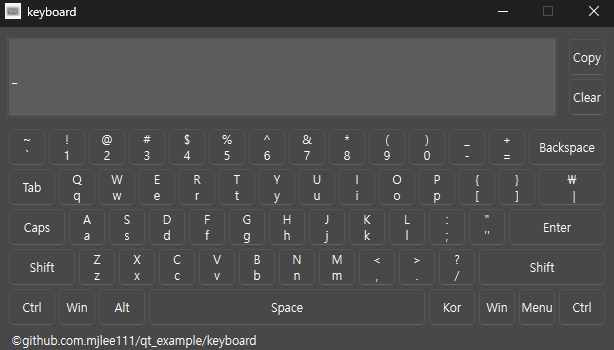 keyboard
_
Copy
Clear
~ ! @ # $ % ^ & * ( ) _ + Backspace
` 1 2 3 4 5 6 7 8 9 0 - =
Tab Q W E R T Y U I O P { } ₩
q w e r t y u i o p [ ] |
Caps A S D F G H J K L : " Enter
a s d f g h j k l ; "
Shift Z X C V B N M < > ? Shift
z x c v b n m , . /
Ctrl Win Alt Space Kor Win Menu Ctrl
©github.com.mjlee111/qt_example/keyboard